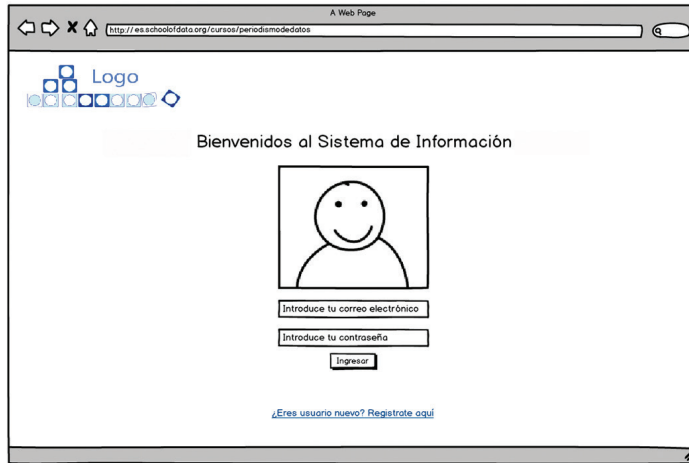 A Web Page
http://es.schoolofdata.org/cursos/periodismodedatos
Logo
Bienvenidos al Sistema de Información
Introduce tu correo electrónico
Introduce tu contraseña
Ingresar
¿Eres usuario nuevo? Registrate aquí